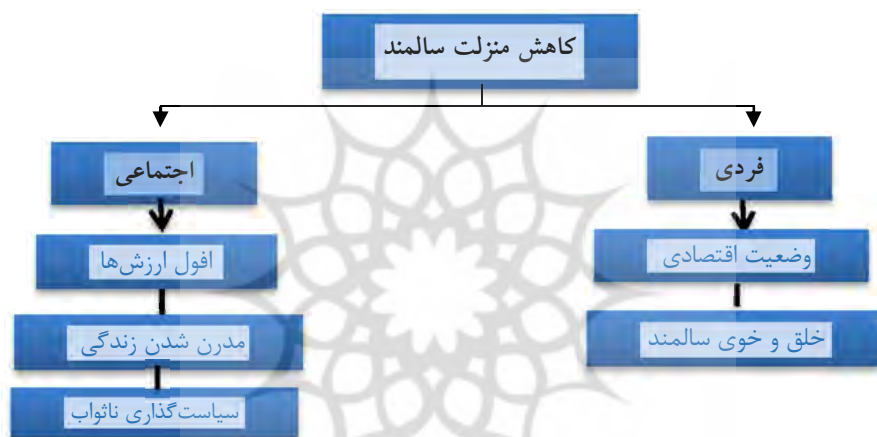 کاهش منزلت سالمند
فردی
اجتماعی
وضعیت اقتصادی
افول ارزش‌ها
خلق و خوی سالمند
مدرن شدن زندگی
سیاست‌گذاری ناثواب